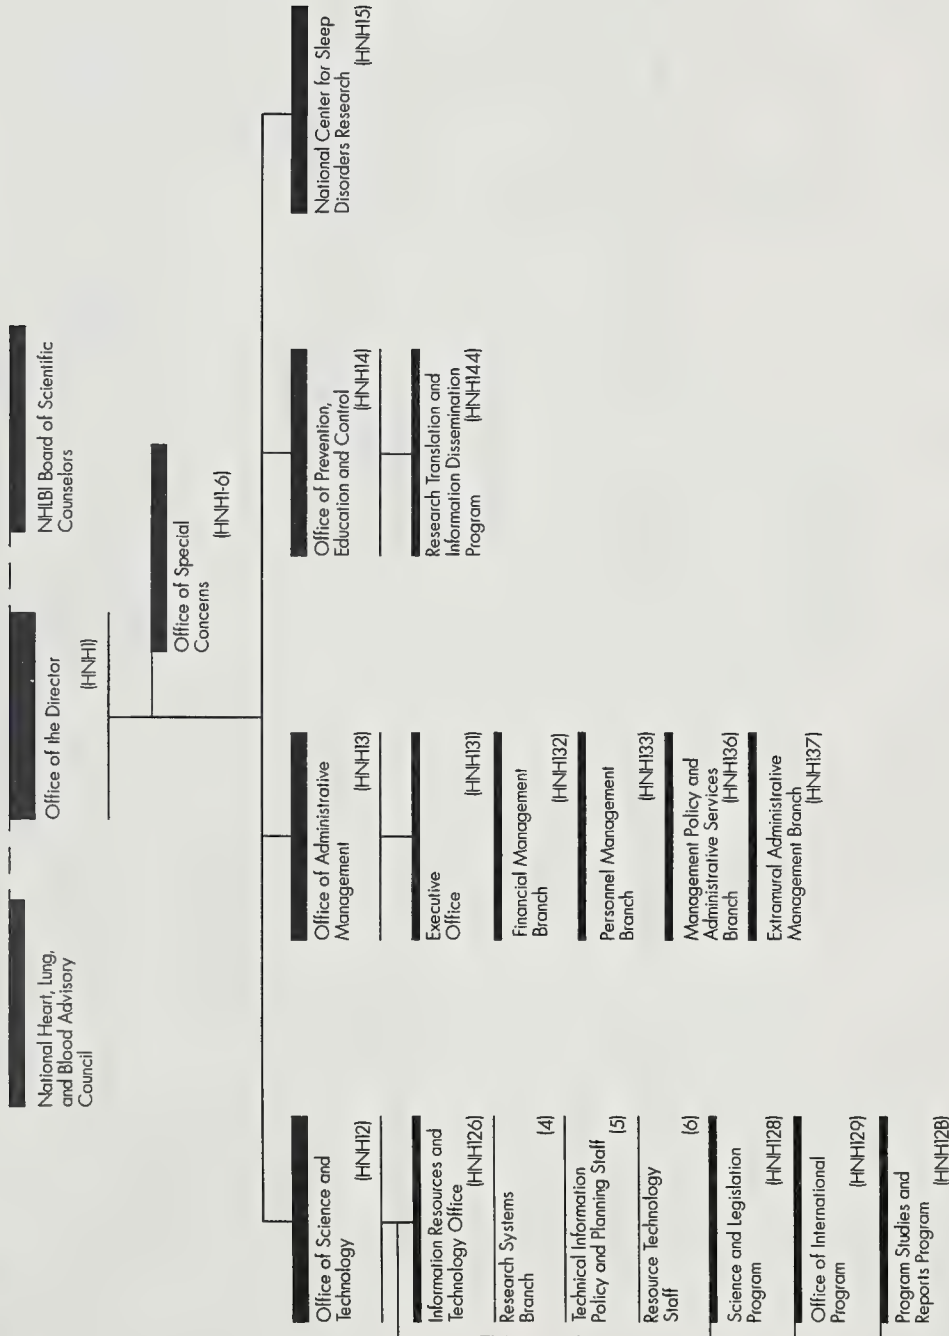 National Heart, Lung,
and Blood Advisory
Council
Office of the Director
(HNH1)
NHLBI Board of Scientific
Counselors
Office of Special
Concerns
(HNH1-6)
Office of Science and
Technology
(HNH12)
Information Resources and
Technology Office
(HNH126)
Research Systems
Branch
(4)
Technical Information
Policy and Planning Staff
(5)
Resource Technology
Staff
(6)
Science and Legislation
Program
(HNH128)
Office of International
Program
(HNH129)
Program Studies and
Reports Program
(HNH12B)
Office of Administrative
Management
(HNH13)
Executive
Office
(HNH131)
Financial Management
Branch
(HNH132)
Personnel Management
Branch
(HNH133)
Management Policy and
Administrative Services
Branch (HNH136)
Extramural Administrative
Management Branch
(HNH137)
Office of Prevention,
Education and Control
(HNH14)
Research Translation and
Information Dissemination
Program (HNH144)
National Center for Sleep
Disorders Research
(HNH15)